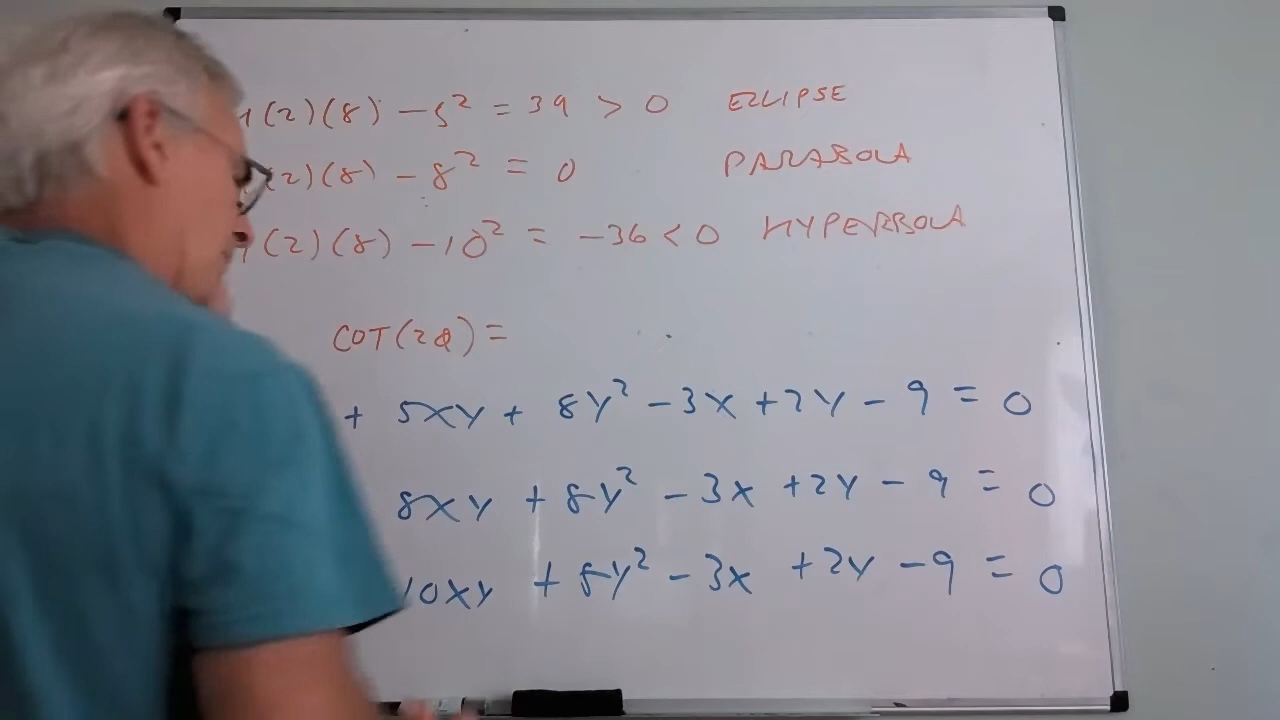 (2)(8) - 5² = 39 > 0 ELLIPSE
2)(8) - 8² = 0 PARABOLA
(2)(8) - 10² = -36 < 0 HYPERBOLA
COT(2θ) =
+ 5xy + 8y² - 3x + 2y - 9 = 0
8xy + 8y² - 3x + 2y - 9 = 0
10xy + 8y² - 3x + 2y - 9 = 0